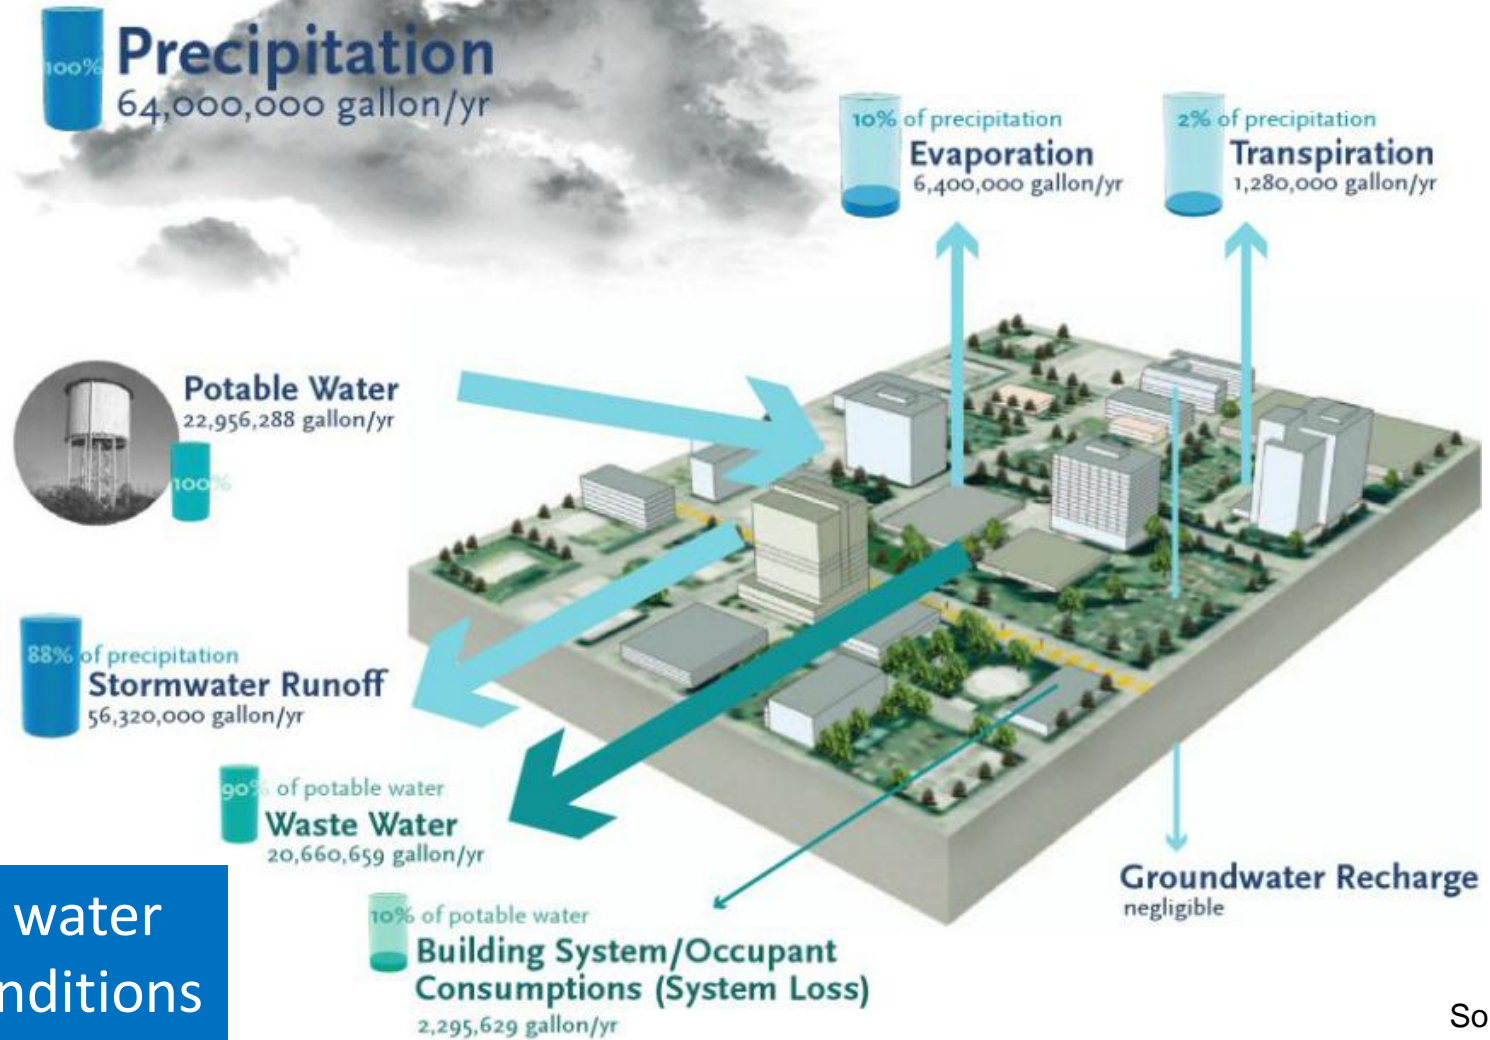 100%
Precipitation
64,000,000 gallon/yr
10% of precipitation
Evaporation
6,400,000 gallon/yr
2% of precipitation
Transpiration
1,280,000 gallon/yr
Potable Water
22,956,288 gallon/yr
100%
88% of precipitation
Stormwater Runoff
56,320,000 gallon/yr
90% of potable water
Waste Water
20,660,659 gallon/yr
10% of potable water
Building System/Occupant
Consumptions (System Loss)
2,295,629 gallon/yr
Groundwater Recharge
negligible
water
nditions
So